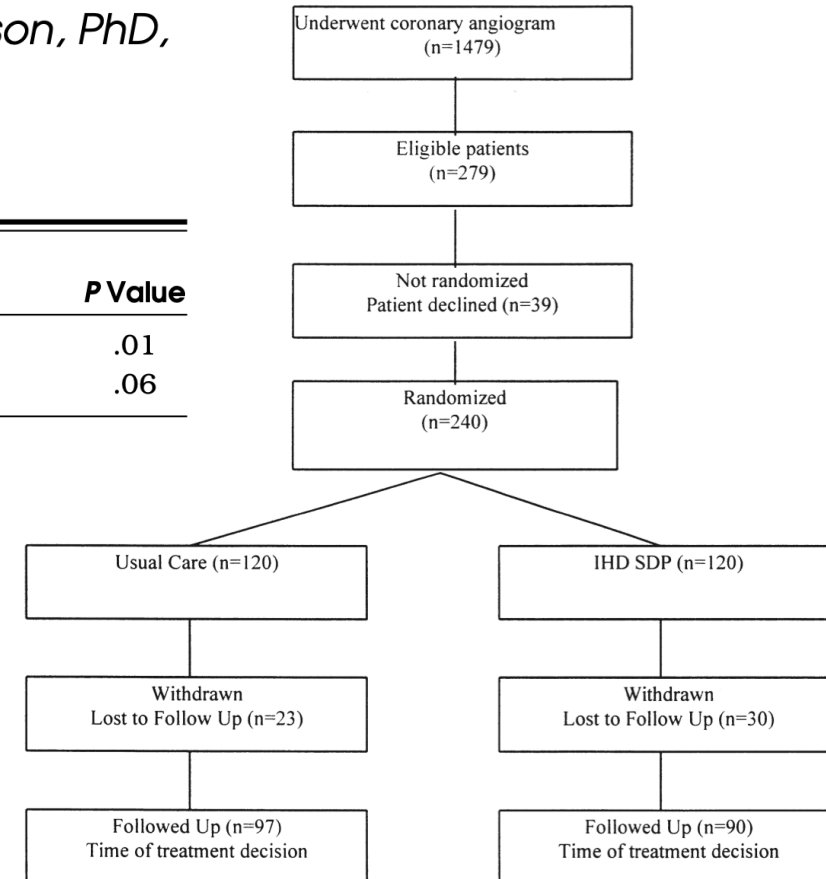 son, PhD,
P Value
.01
.06
Underwent coronary angiogram
(n=1479)
Eligible patients
(n=279)
Not randomized
Patient declined (n=39)
Randomized
(n=240)
Usual Care (n=120)
IHD SDP (n=120)
Withdrawn
Lost to Follow Up (n=23)
Withdrawn
Lost to Follow Up (n=30)
Followed Up (n=97)
Time of treatment decision
Followed Up (n=90)
Time of treatment decision